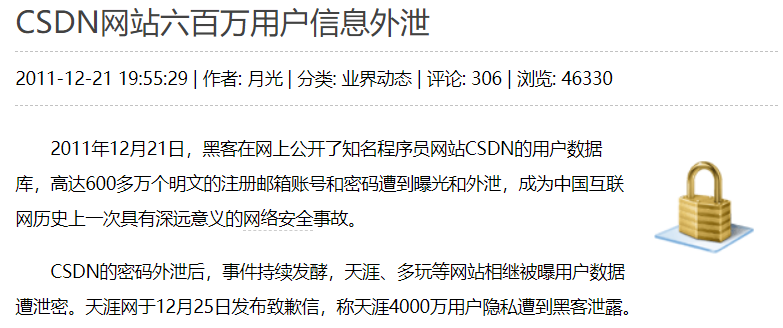 CSDN网站六百万用户信息外泄
2011-12-21 19:55:29 | 作者: 月光 | 分类: 业界动态 | 评论: 306 | 浏览: 46330
2011年12月21日，黑客在网上公开了知名程序员网站CSDN的用户数据
库，高达600多万个明文的注册邮箱账号和密码遭到曝光和外泄，成为中国互联
网历史上一次具有深远意义的网络安全事故。
CSDN的密码外泄后，事件持续发酵，天涯、多玩等网站相继被曝用户数据
遭泄密。天涯网于12月25日发布致歉信，称天涯4000万用户隐私遭到黑客泄露。